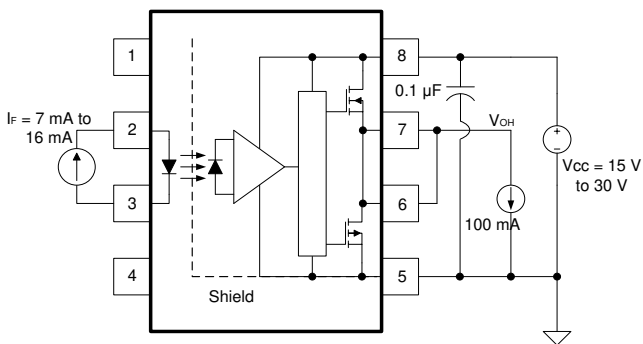 1
8
0.1 µF
IF = 7 mA to
16 mA
2
7
VOH
+
−
Vcc = 15 V
to 30 V
3
6
100 mA
4
5
Shield